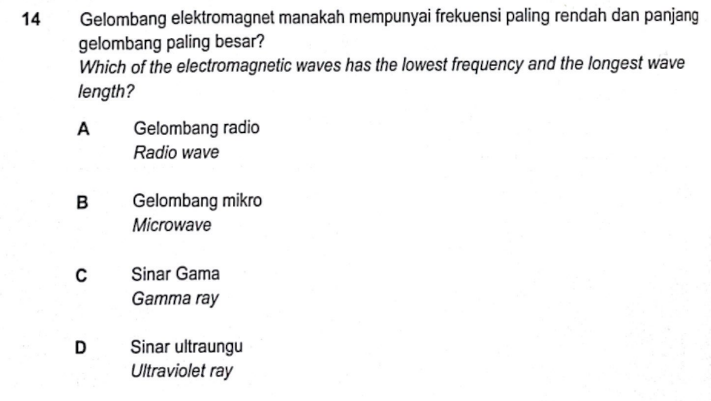 14 Gelombang elektromagnet manakah mempunyai frekuensi paling rendah dan panjang
gelombang paling besar?
Which of the electromagnetic waves has the lowest frequency and the longest wave
length?
A Gelombang radio
Radio wave
B Gelombang mikro
Microwave
C Sinar Gama
Gamma ray
D Sinar ultraungu
Ultraviolet ray